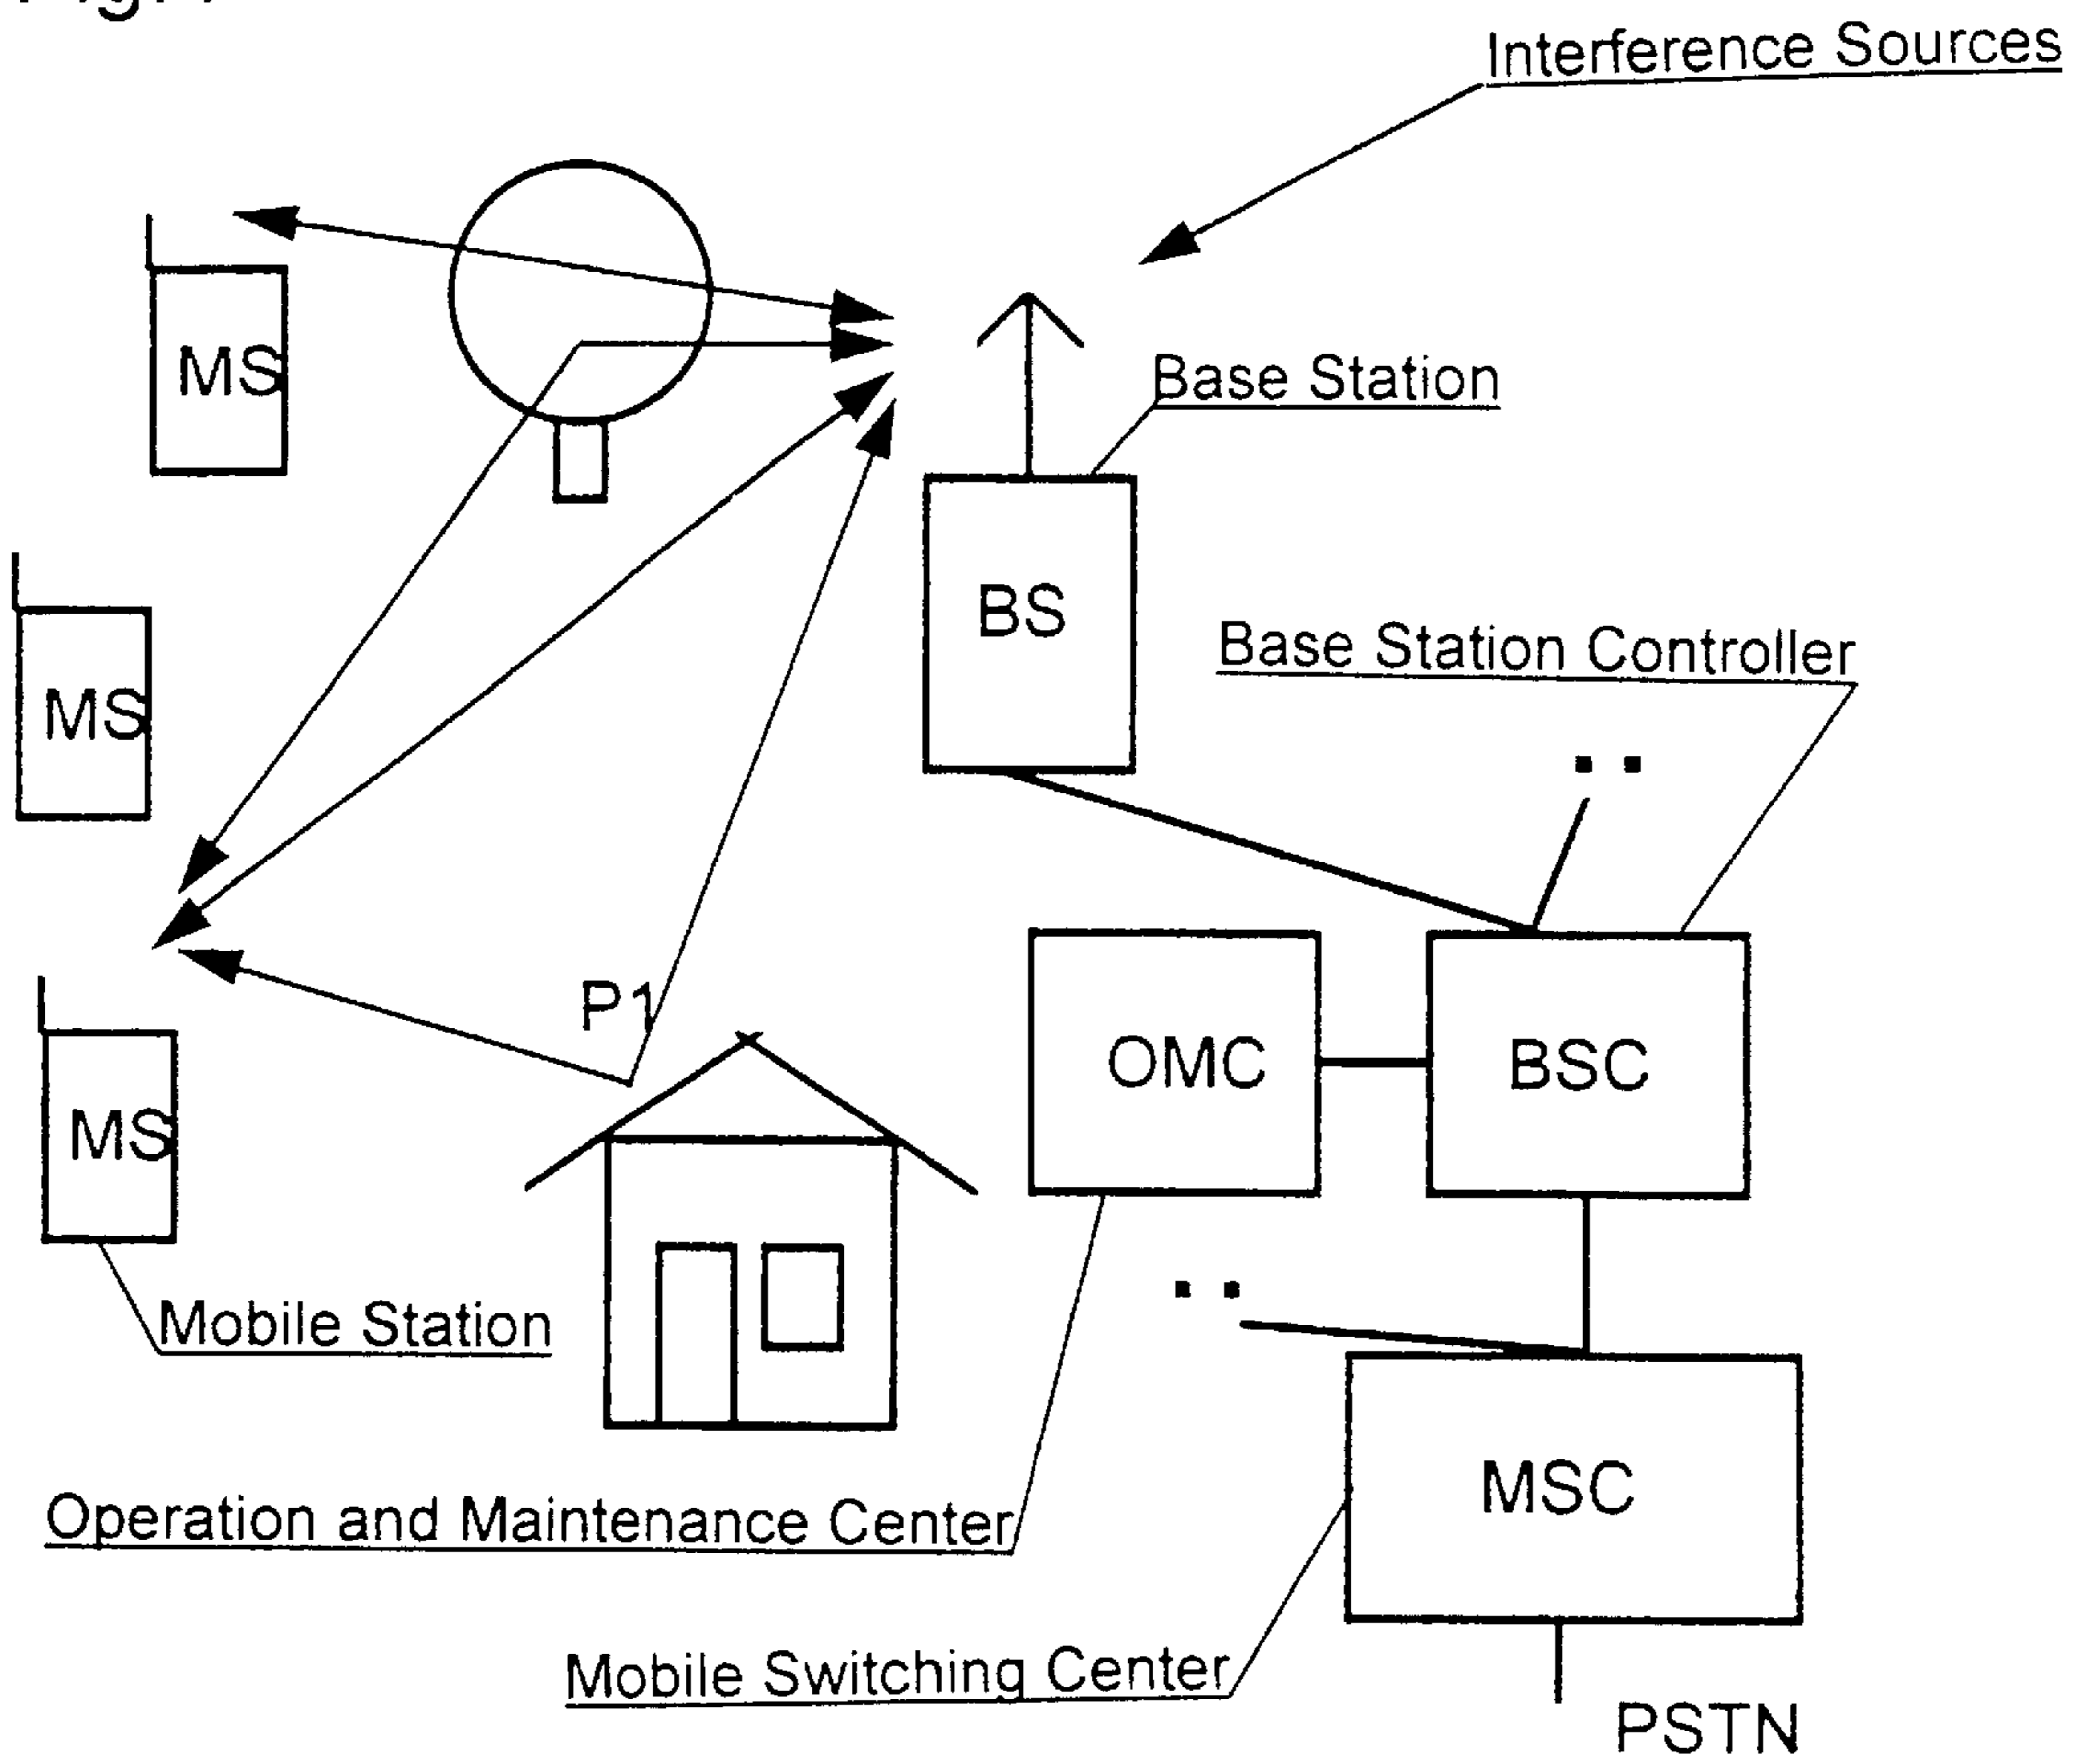 Interference Sources
MS
Base Station
BS
MS
Base Station Controller
P1
OMC
BSC
MS
Mobile Station
MSC
Operation and Maintenance Center
Mobile Switching Center
PSTN